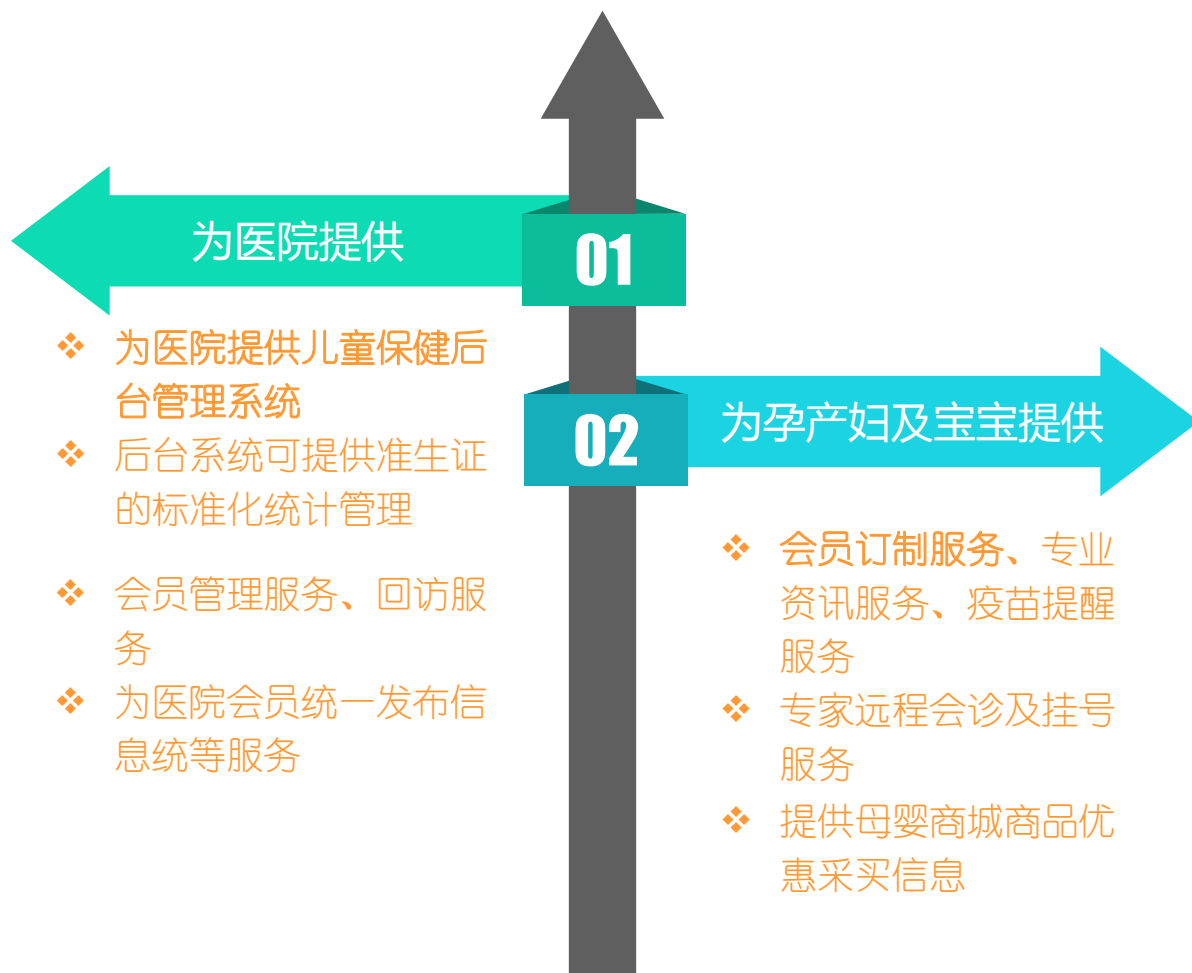 为医院提供
01
为医院提供儿童保健后
台管理系统
后台系统可提供准生证
的标准化统计管理
会员管理服务、回访服
务
为医院会员统一发布信
息统等服务
02
为孕产妇及宝宝提供
会员订制服务、专业
资讯服务、疫苗提醒
服务
专家远程会诊及挂号
服务
提供母婴商城商品优
惠采买信息